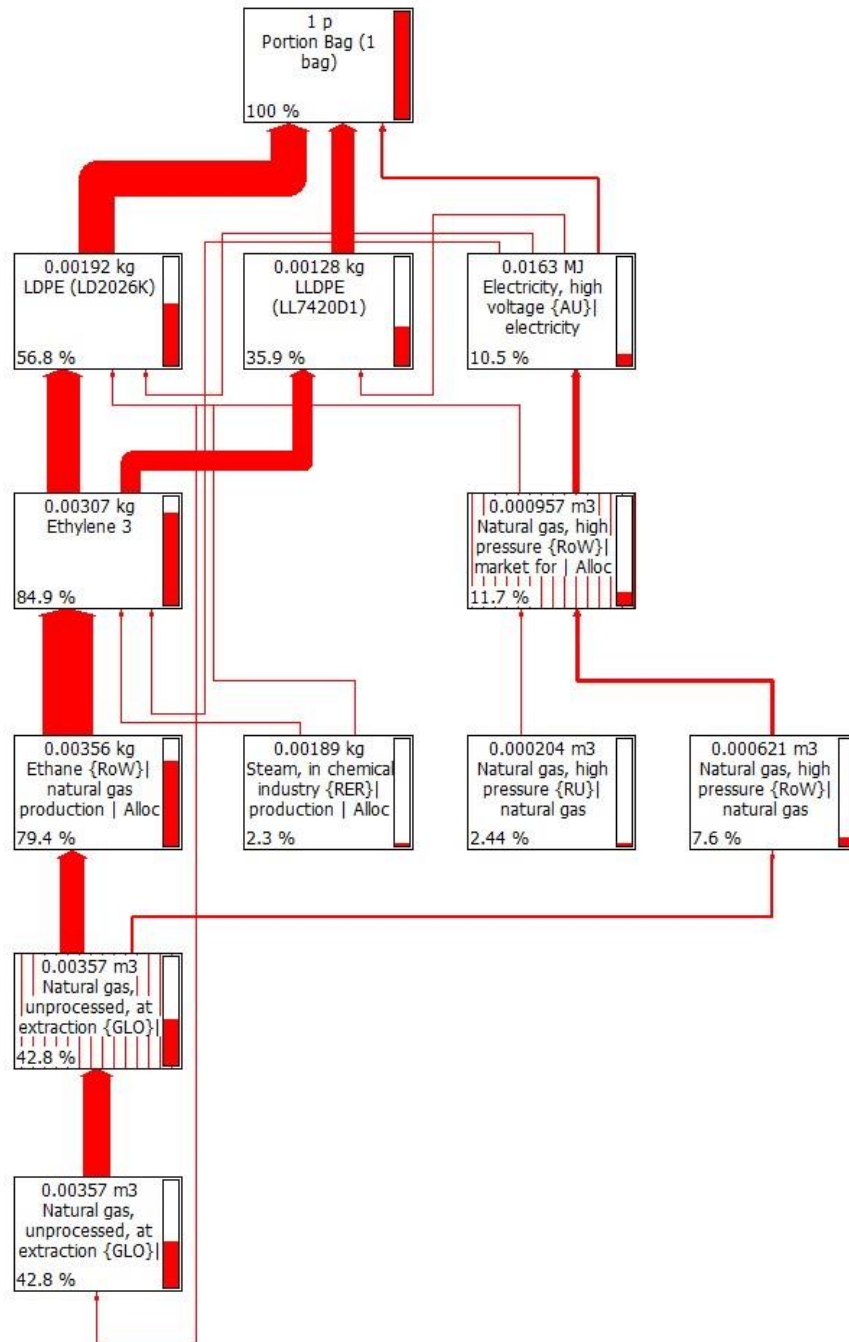 1 p
Portion Bag (1
bag)
100 %
0.00192 kg
LDPE (LD2026K)
56.8 %
0.00128 kg
LLDPE
(LL7420D1)
35.9 %
0.0163 MJ
Electricity, high
voltage {AU}|
electricity
10.5 %
0.00307 kg
Ethylene 3
84.9 %
0.000957 m3
Natural gas, high
pressure {RoW}|
market for | Alloc
11.7 %
0.00356 kg
Ethane {RoW}|
natural gas
production | Alloc
79.4 %
0.00189 kg
Steam, in chemical
industry {RER}|
production | Alloc
2.3 %
0.000204 m3
Natural gas, high
pressure {RU}|
natural gas
2.44 %
0.000621 m3
Natural gas, high
pressure {RoW}|
natural gas
7.6 %
0.00357 m3
Natural gas,
unprocessed, at
extraction {GLO}|
42.8 %
0.00357 m3
Natural gas,
unprocessed, at
extraction {GLO}|
42.8 %